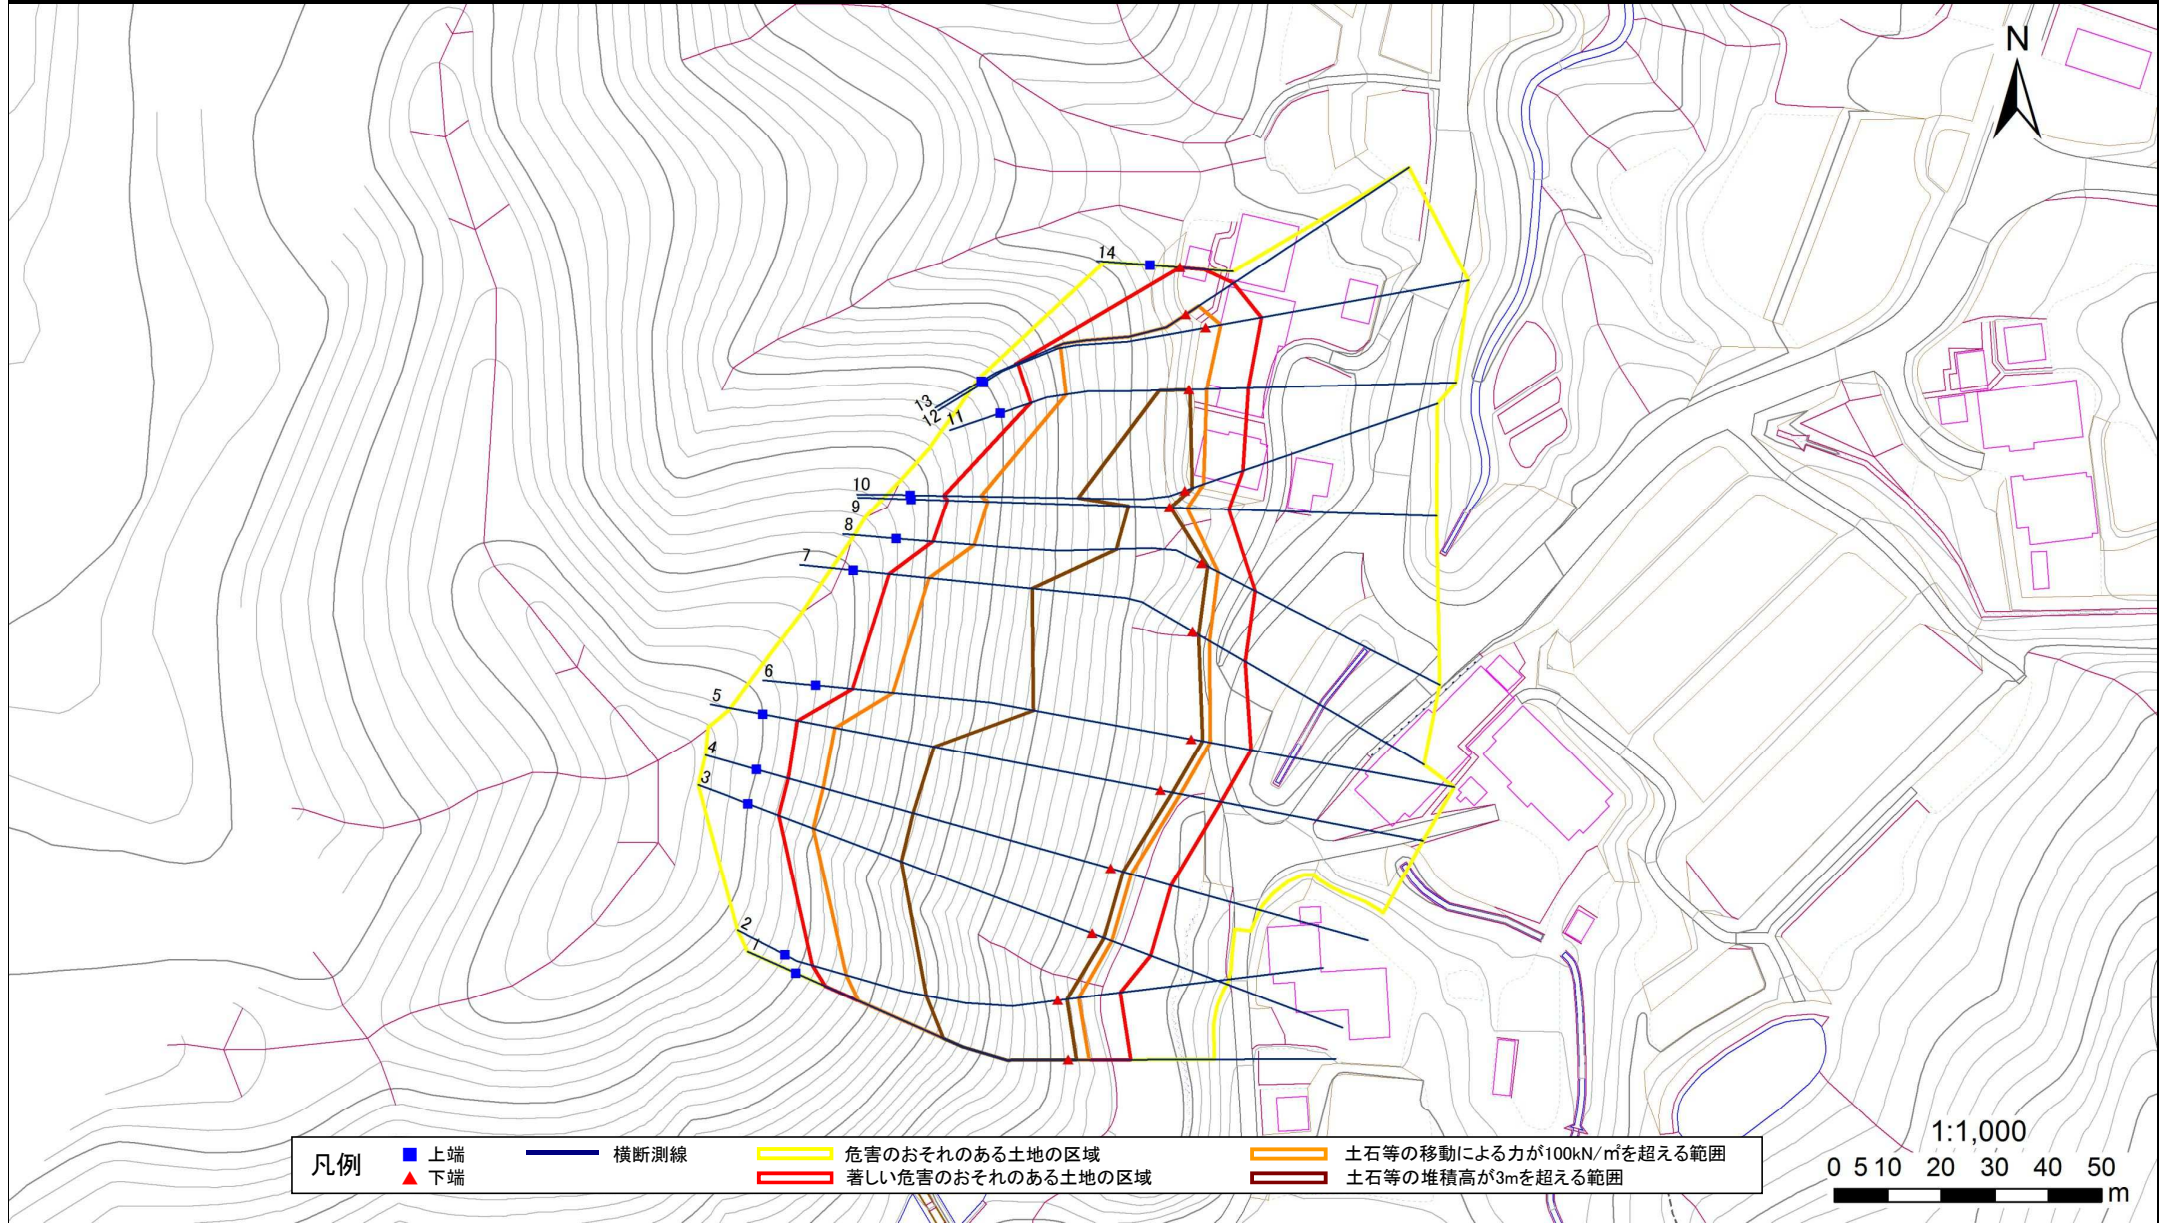 N
14
13
12
11
10
9
8
7
6
5
4
3
2
1
1:1,000
0 5 10 20 30 40 50
m
凡例
上端
下端
横断測線
危害のおそれのある土地の区域
著しい危害のおそれのある土地の区域
土石等の移動による力が100kN/㎡を超える範囲
土石等の堆積高が3mを超える範囲